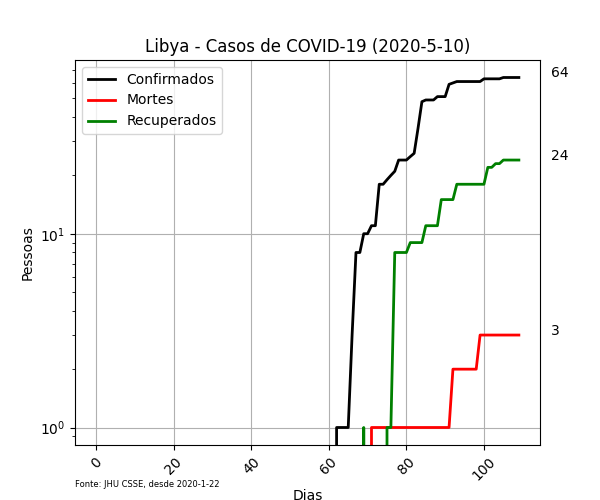 Libya - Casos de COVID-19 (2020-5-10)
Confirmados
Mortes
Recuperados
64
24
3
Pessoas
10¹
10⁰
0
20
40
60
80
100
Fonte: JHU CSSE, desde 2020-1-22
Dias